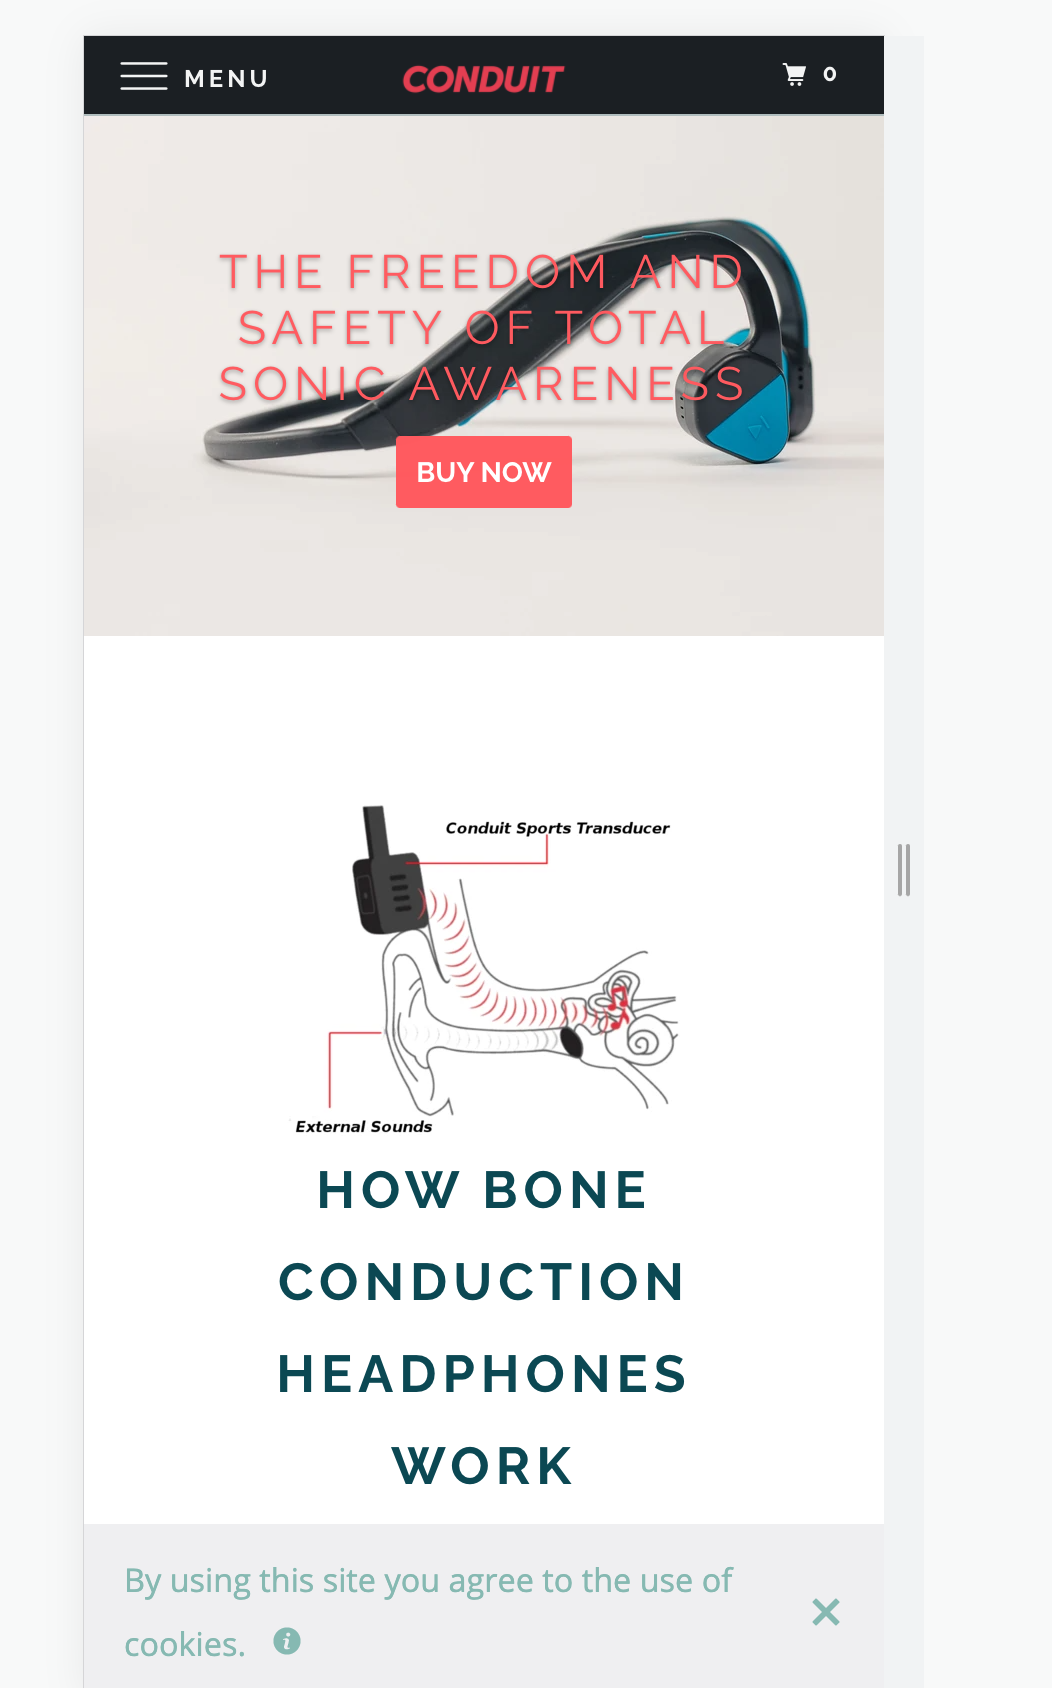 MENU
CONDUIT
0
THE FREEDOM AND
SAFETY OF TOTAL
SONIC AWARENESS
BUY NOW
Conduit Sports Transducer
External Sounds
HOW BONE
CONDUCTION
HEADPHONES
WORK
By using this site you agree to the use of
cookies.